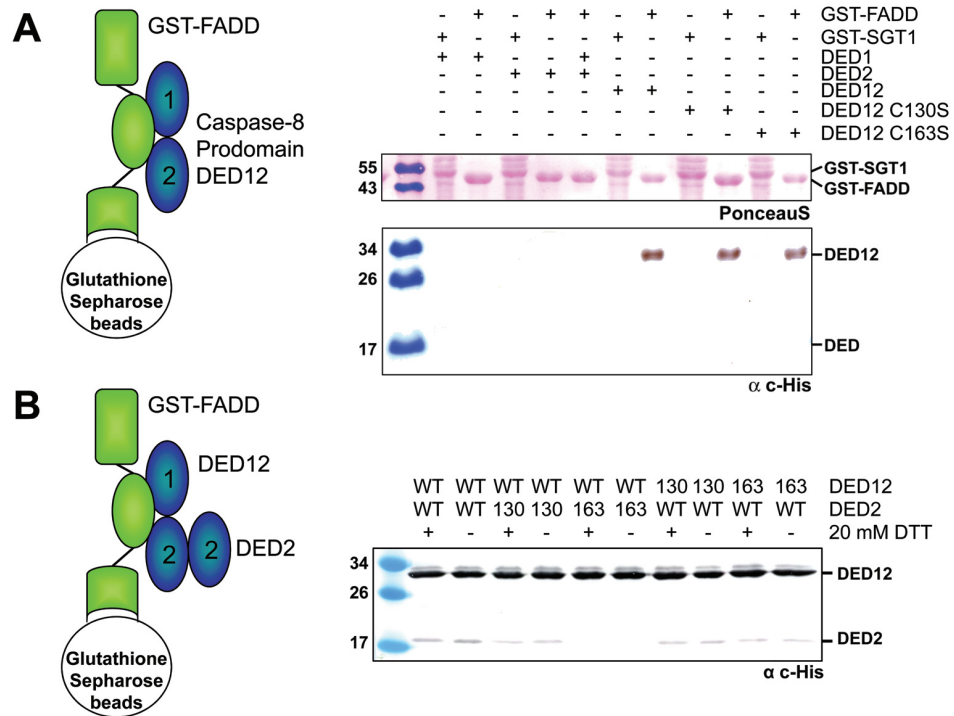 A
GST-FADD
1
2
Caspase-8
Prodomain
DED12
Glutathione
Sepharose
beads
- + - + + - + - + - + GST-FADD
+ - + - - + - + - + - GST-SGT1
+ + - - + - - - - - - DED1
- - + + + - - - - - - DED2
- - - - - + + - - - - DED12
- - - - - - - + + - - DED12 C130S
- - - - - - - - - + + DED12 C163S
55
43
GST-SGT1
GST-FADD
PonceauS
34
26
17
DED12
DED
α c-His
B
GST-FADD
DED12
1
2
2
DED2
Glutathione
Sepharose
beads
WT WT WT WT WT WT 130 130 163 163 DED12
WT WT 130 130 163 163 WT WT WT WT DED2
+ - + - + - + - + - 20 mM DTT
34
26
17
DED12
DED2
α c-His